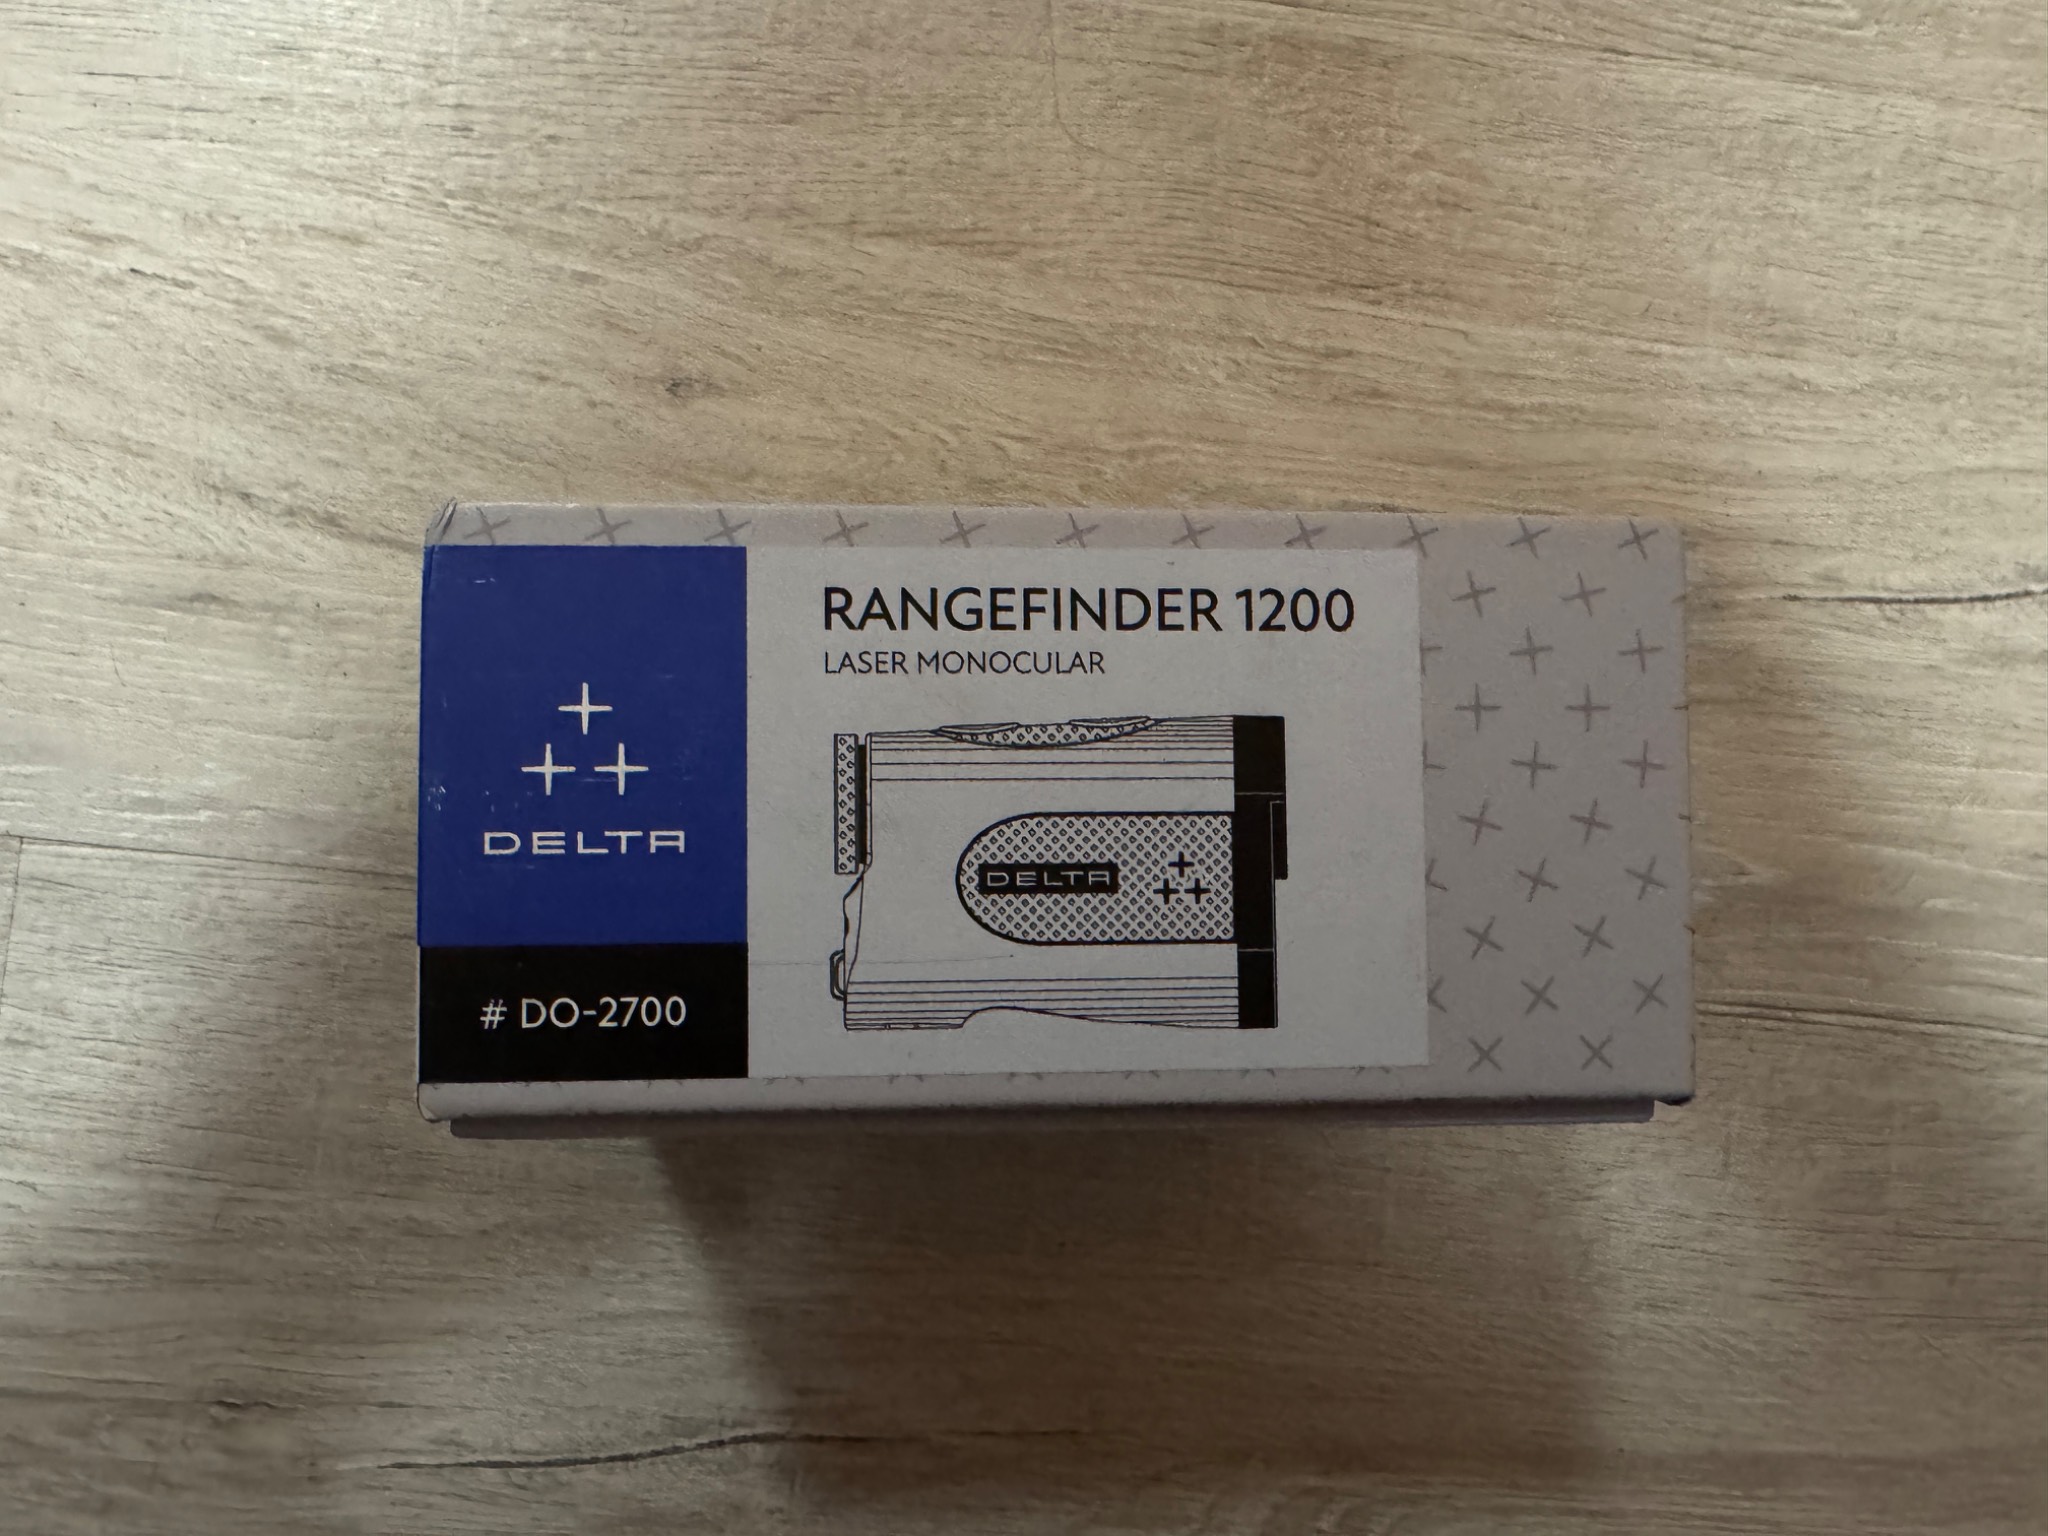 RANGEFINDER 1200
LASER MONOCULAR
DELTA
DELTA
# DO-2700